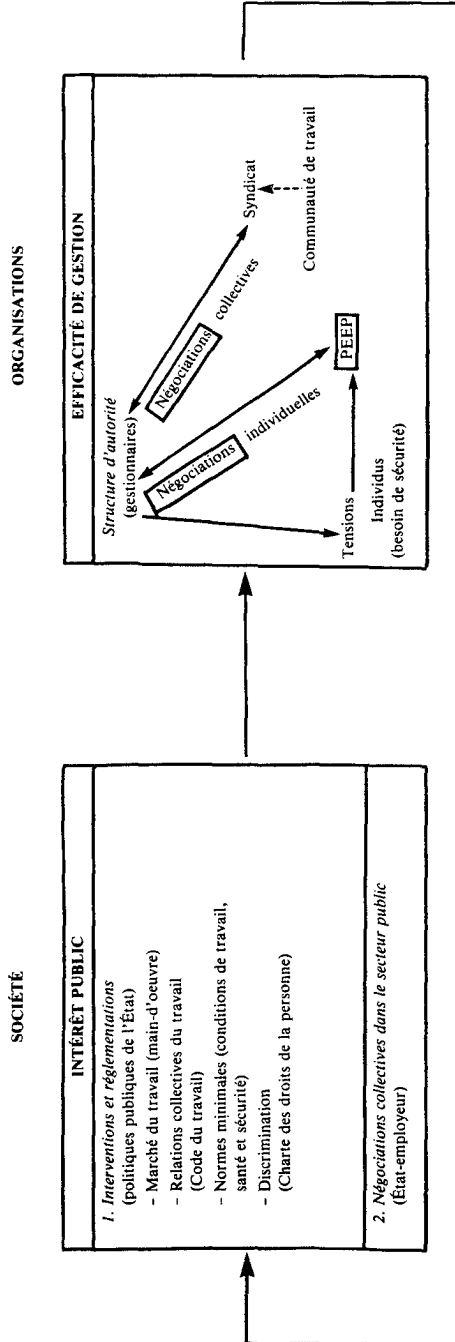 SOCIÉTÉ
INTÉRÊT PUBLIC
1. Interventions et réglementations
(politiques publiques de l'État)
– Marché du travail (main-d'oeuvre)
– Relations collectives du travail
(Code du travail)
– Normes minimales (conditions de travail,
santé et sécurité)
– Discrimination
(Charte des droits de la personne)
2. Négociations collectives dans le secteur public
(État-employeur)
ORGANISATIONS
EFFICACITÉ DE GESTION
Structure d'autorité
(gestionnaires)
Négociations collectives
Syndicat
Communauté de travail
Négociations individuelles
PEEP
Tensions
Individus
(besoin de sécurité)